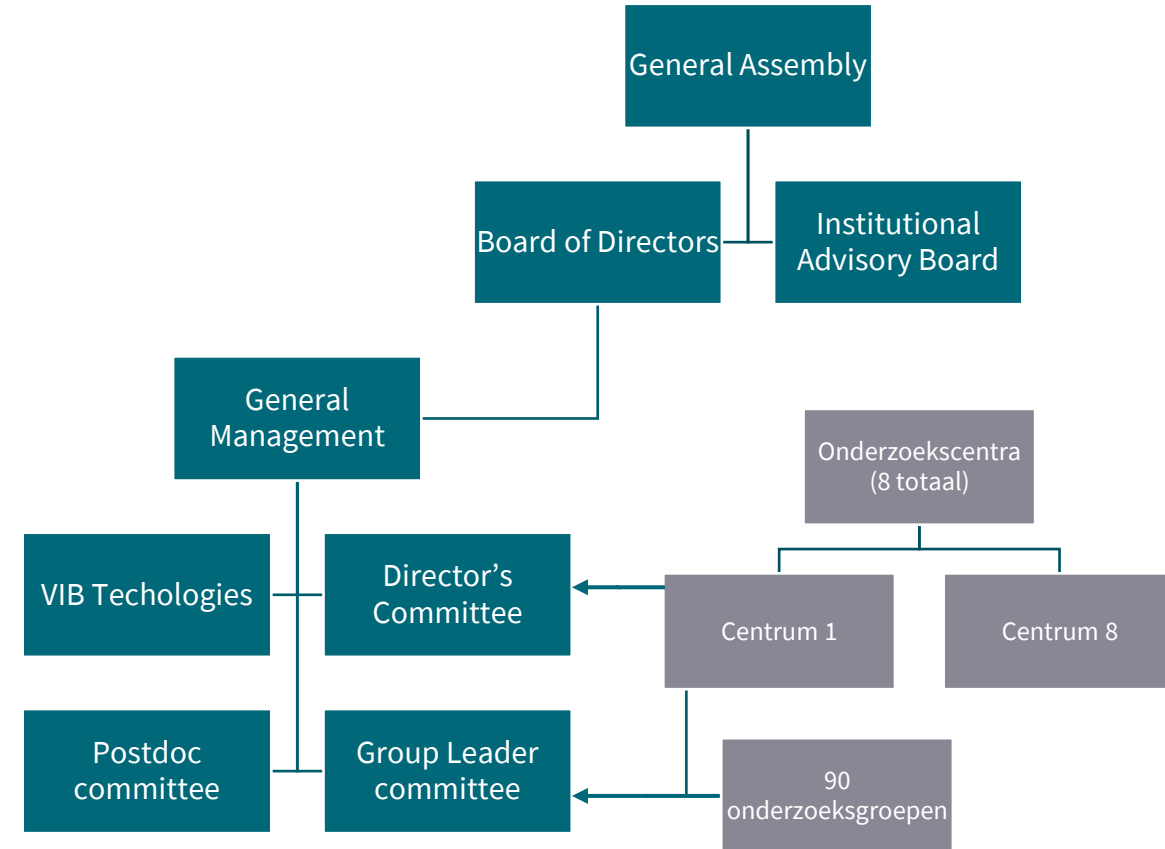 General Assembly
Board of Directors
Institutional
Advisory Board
General
Management
Onderzoekscentra
(8 totaal)
VIB Techologies
Director's
Committee
Centrum 1
Centrum 8
Postdoc
committee
Group Leader
committee
90
onderzoeksgroepen